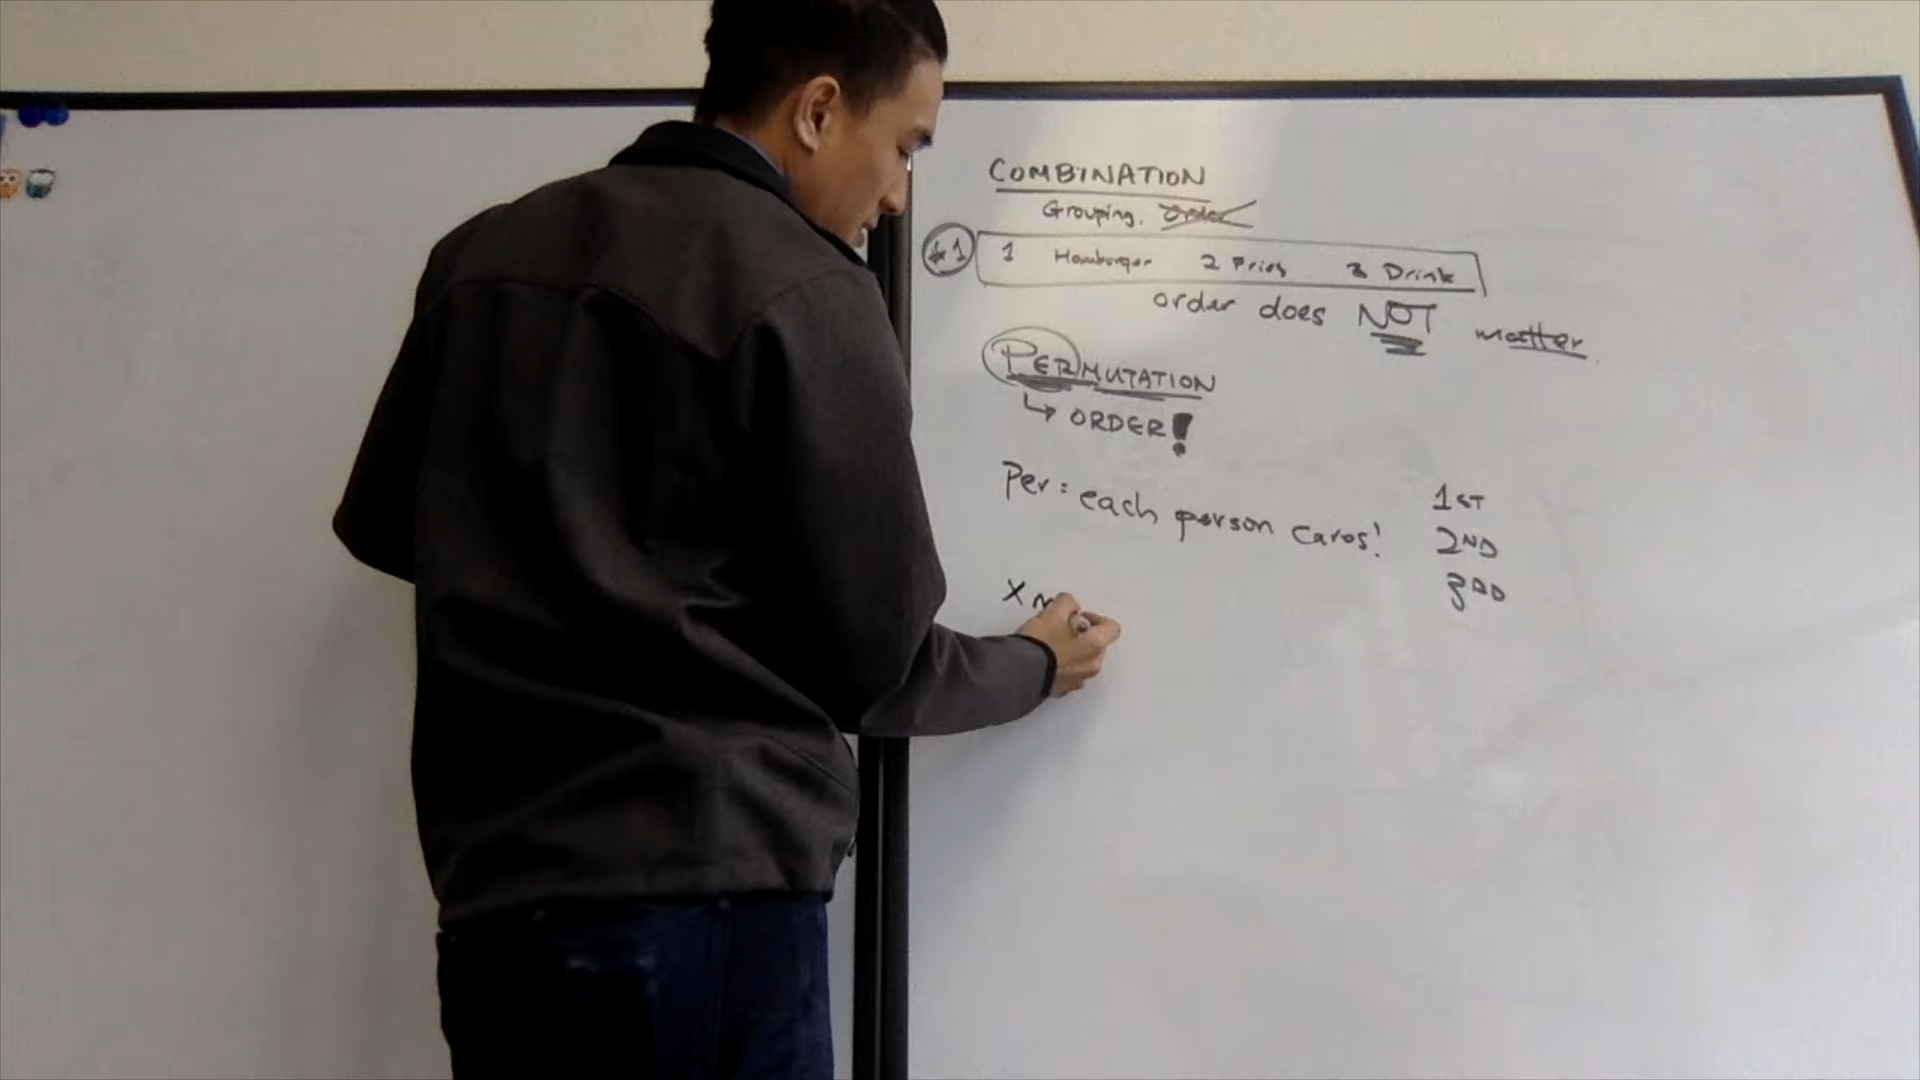 COMBINATION
Grouping. Order
#1 1 Hamburger 2 Fries 3 Drink
order does NOT matter.
PERMUTATION
↳ ORDER!
Per: each person cares!
1ST
2ND
3RD
X m